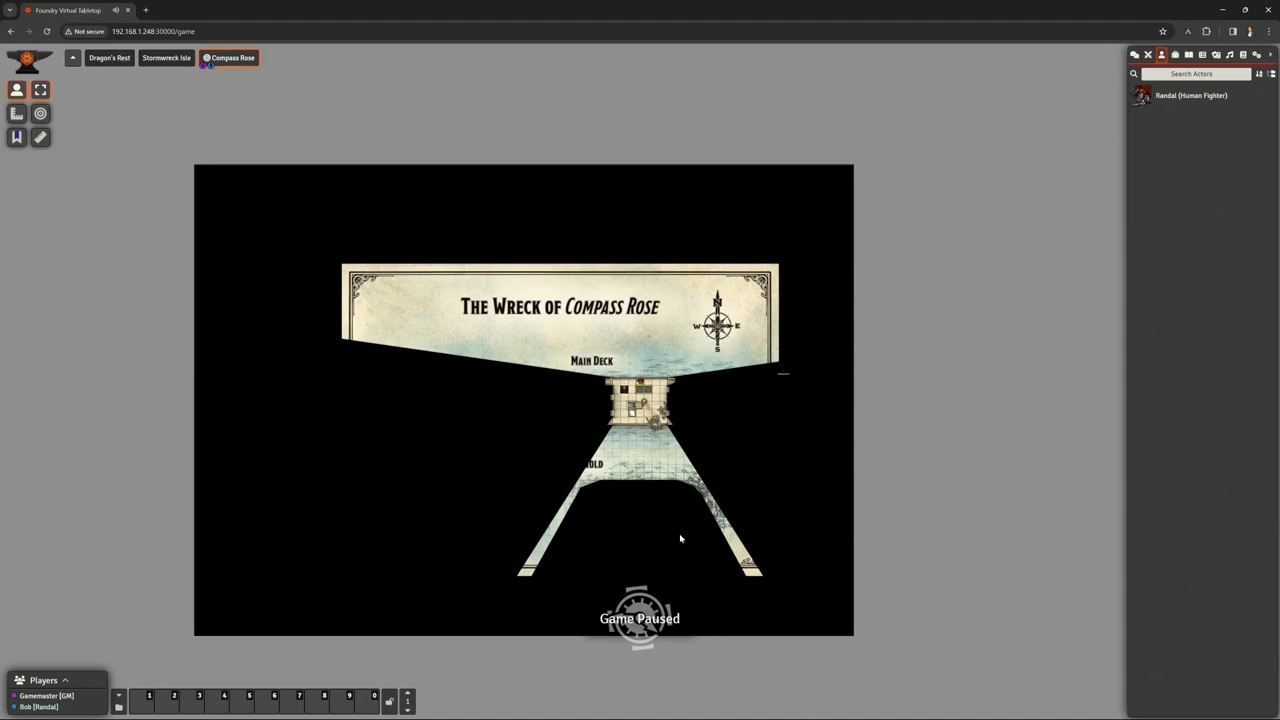 Foundry Virtual Tabletop
Not secure
192.168.1.248:30000/game
Dragon's Rest
Stormwreck Isle
Compass Rose
Search Actors
Randal (Human Fighter)
THE WRECK OF COMPASS ROSE
N
W E
S
MAIN DECK
OLD
Game Paused
Players
Gamemaster [GM]
Bob [Randal]
1 2 3 4 5 6 7 8 9 0
1